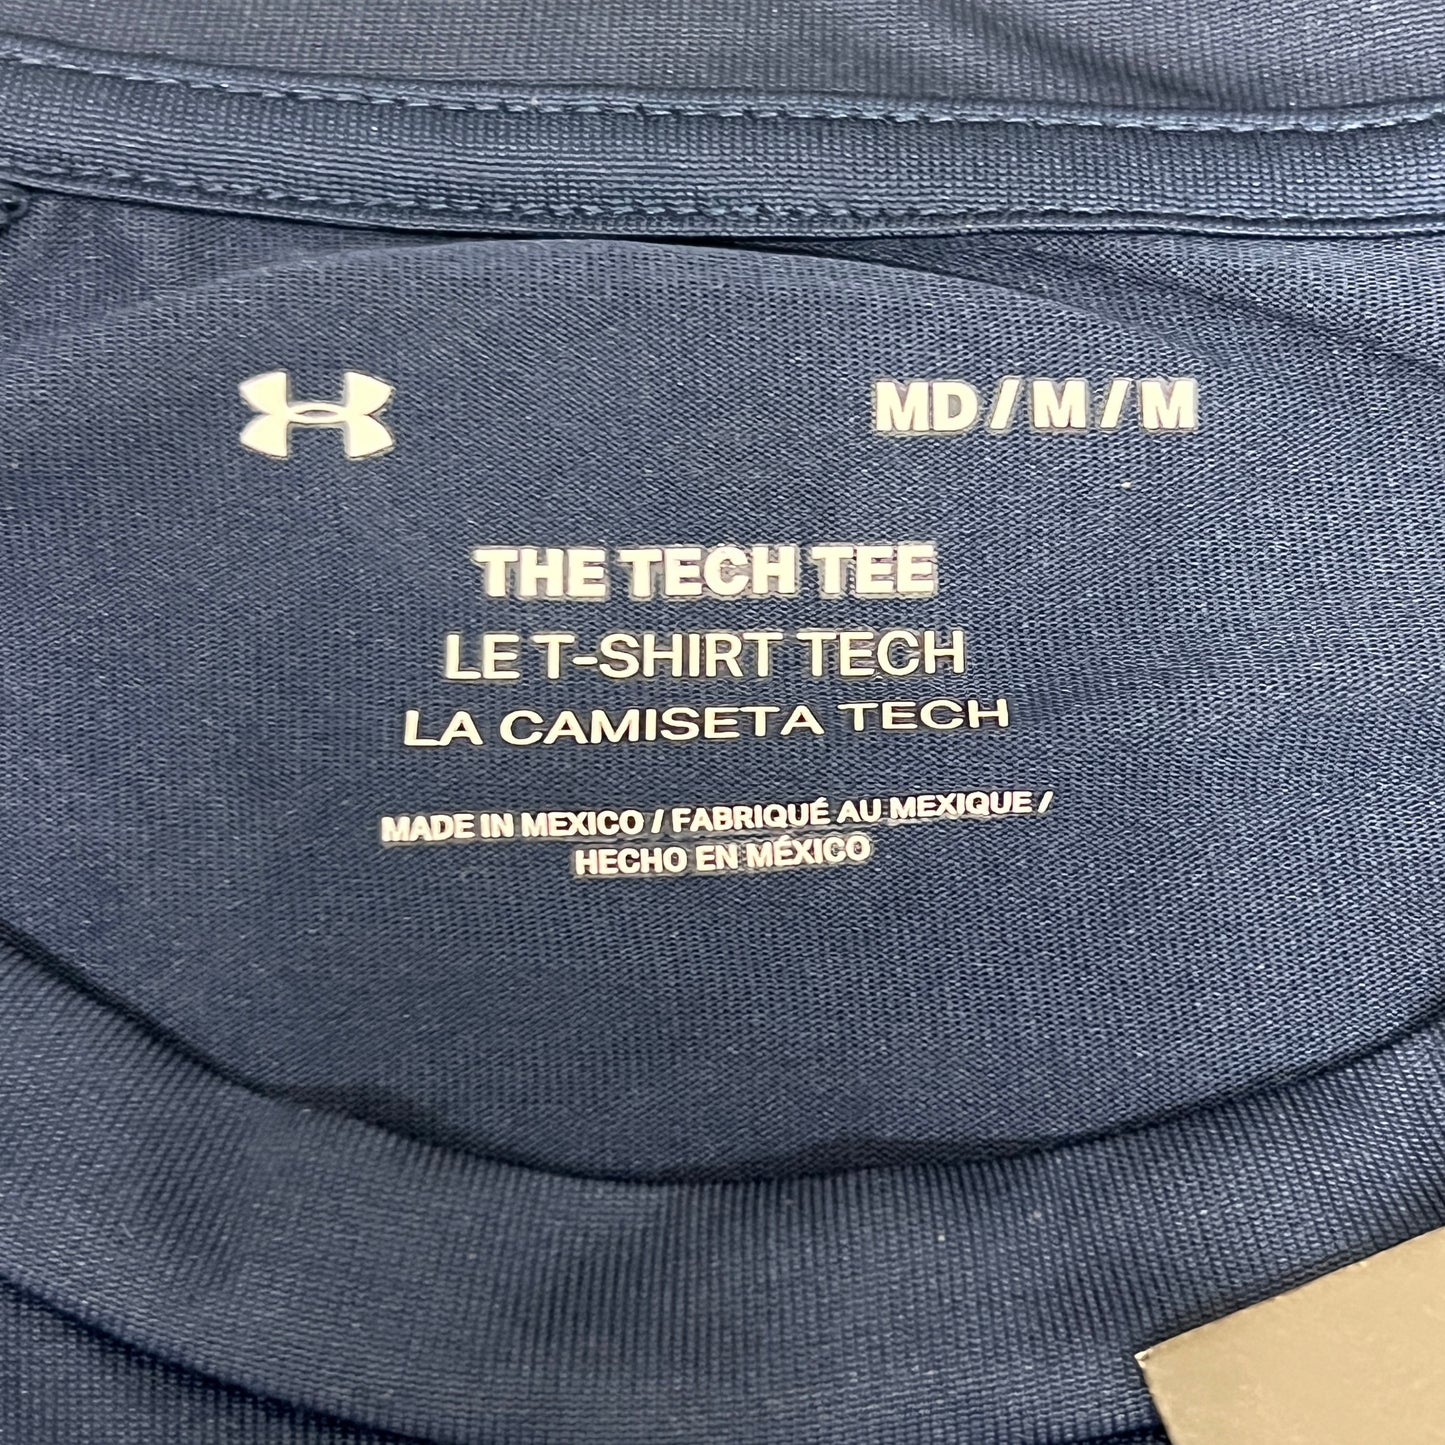 MD / M / M
THE TECH TEE
LE T-SHIRT TECH
LA CAMISETA TECH
MADE IN MEXICO / FABRIQUÉ AU MEXIQUE /
HECHO EN MÉXICO